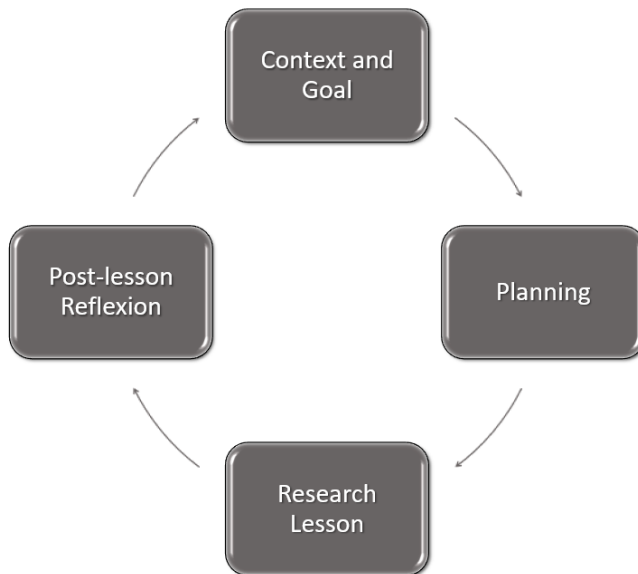 Context and
Goal
Planning
Research
Lesson
Post-lesson
Reflexion